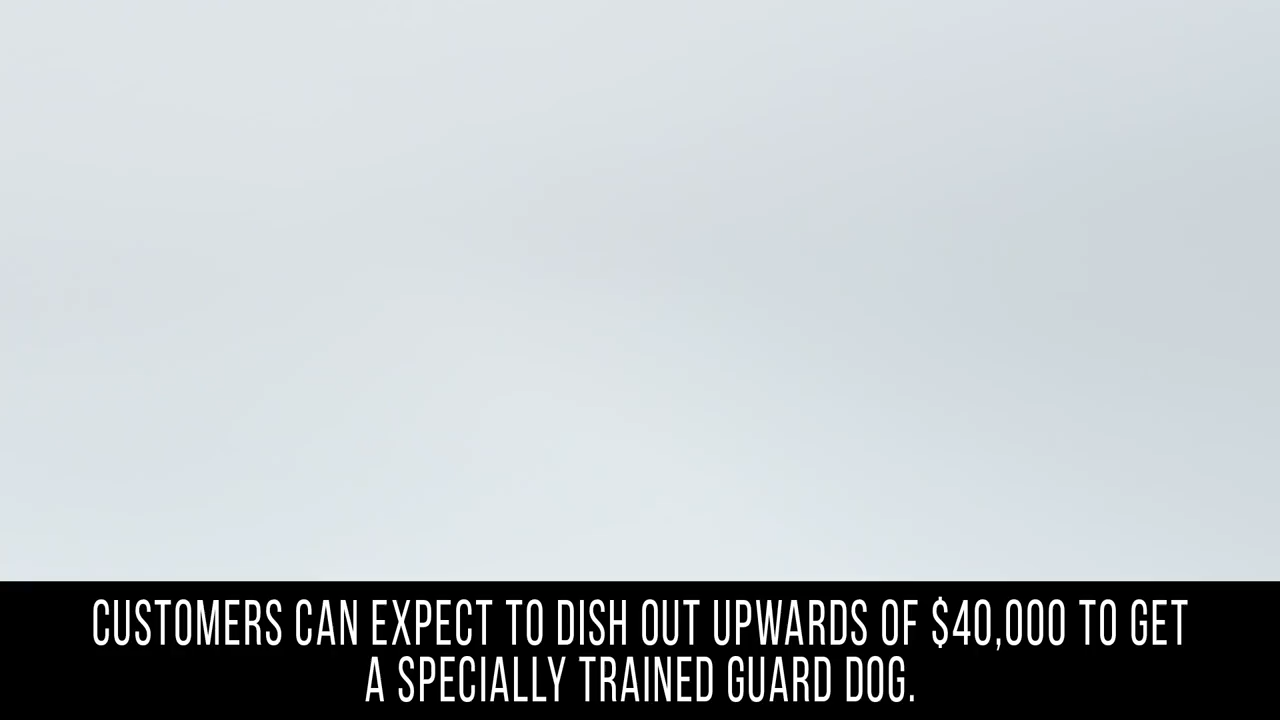 CUSTOMERS CAN EXPECT TO DISH OUT UPWARDS OF $40,000 TO GET
A SPECIALLY TRAINED GUARD DOG.